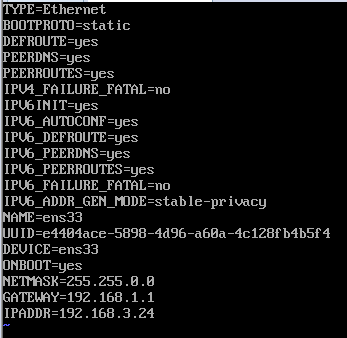 TYPE=Ethernet
BOOTPROTO=static
DEFROUTE=yes
PEERDNS=yes
PEERROUTES=yes
IPV4_FAILURE_FATAL=no
IPV6INIT=yes
IPV6_AUTOCONF=yes
IPV6_DEFROUTE=yes
IPV6_PEERDNS=yes
IPV6_PEERROUTES=yes
IPV6_FAILURE_FATAL=no
IPV6_ADDR_GEN_MODE=stable-privacy
NAME=ens33
UUID=e4404ace-5898-4d96-a60a-4c128fb4b5f4
DEVICE=ens33
ONBOOT=yes
NETMASK=255.255.0.0
GATEWAY=192.168.1.1
IPADDR=192.168.3.24
~